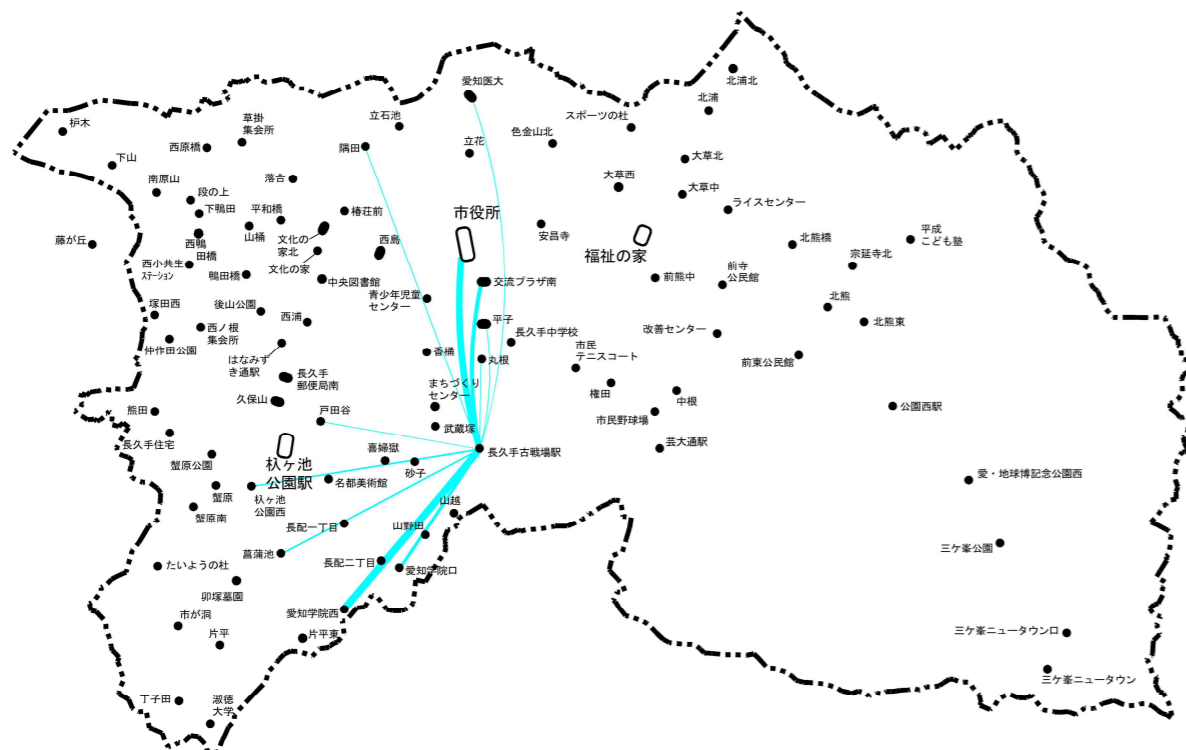 北浦北
愛知医大
北浦
枦木
草掛
集会所
立石池
スポーツの杜
色金山北
西原橋
隅田
立花
大草北
下山
南原山
落合
大草西
大草中
段の上
下鴨田
平和橋
椿荘前
市役所
ライスセンター
藤が丘
西鴨
田橋
山桶
文化の
家北
西島
安昌寺
福祉の家
北熊橋
平成
こども塾
西小共生
ステーション
鴨田橋
文化の家
中央図書館
交流プラザ南
前熊中
前寺
公民館
宗延寺北
塚田西
後山公園
西浦
青少年児童
センター
平子
北熊
北熊東
西ノ根
集会所
仲作田公園
はなみず
き通駅
香桶
丸根
長久手中学校
市民
テニスコート
改善センター
前東公民館
長久手
郵便局南
久保山
まちづくり
センター
権田
中根
熊田
戸田谷
武蔵塚
市民野球場
公園西駅
長久手住宅
喜婦嶽
長久手古戦場駅
芸大通駅
蟹原公園
杁ヶ池
公園駅
砂子
名都美術館
愛・地球博記念公園西
蟹原
杁ヶ池
公園西
山越
蟹原南
長配一丁目
山野田
三ケ峯公園
菖蒲池
たいようの杜
長配二丁目
愛知学院口
卯塚墓園
愛知学院西
市が洞
片平
片平東
三ケ峯ニュータウン口
三ケ峯ニュータウン
丁子田
淑徳
大学